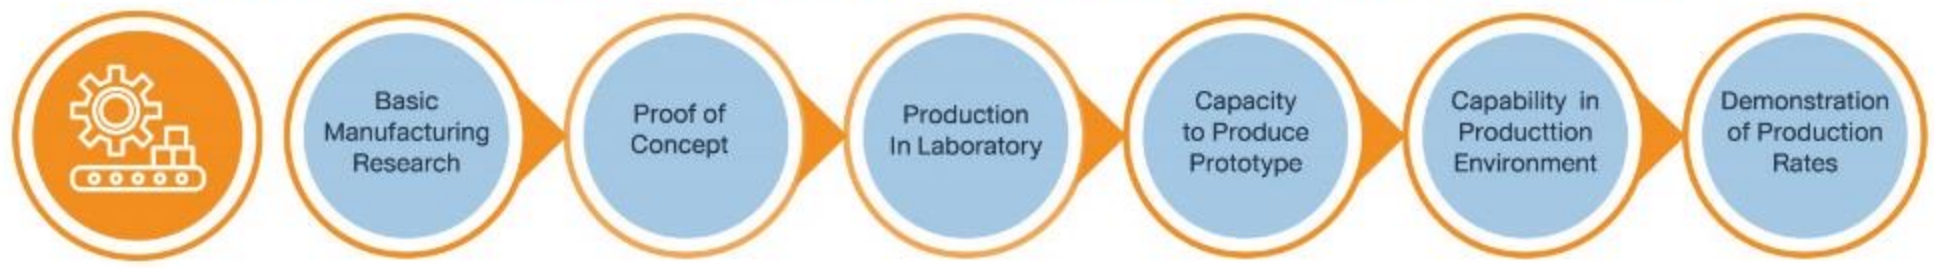 Basic
Manufacturing
Research
Proof of
Concept
Production
In Laboratory
Capacity
to Produce
Prototype
Capability in
Producttion
Environment
Demonstration
of Production
Rates